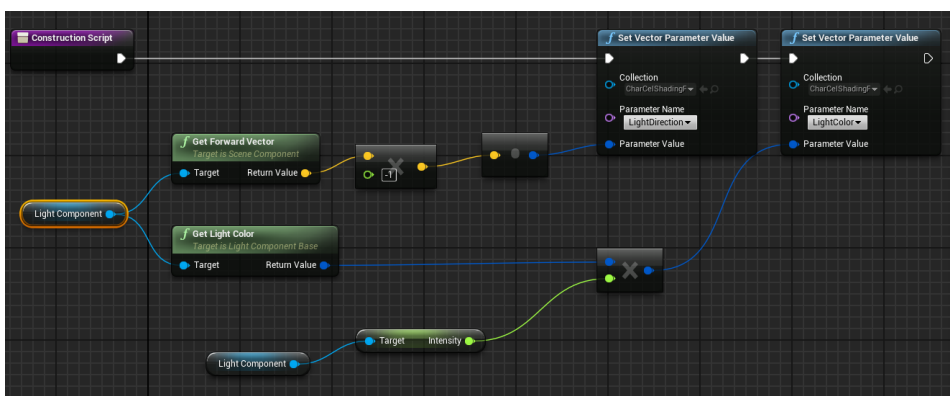 Construction Script
f Set Vector Parameter Value
Collection
CharCelShadingF
Parameter Name
LightDirection
Parameter Value
f Set Vector Parameter Value
Collection
CharCelShadingF
Parameter Name
LightColor
Parameter Value
f Get Forward Vector
Target is Scene Component
Target Return Value
-1
Light Component
f Get Light Color
Target is Light Component Base
Target Return Value
Target Intensity
Light Component